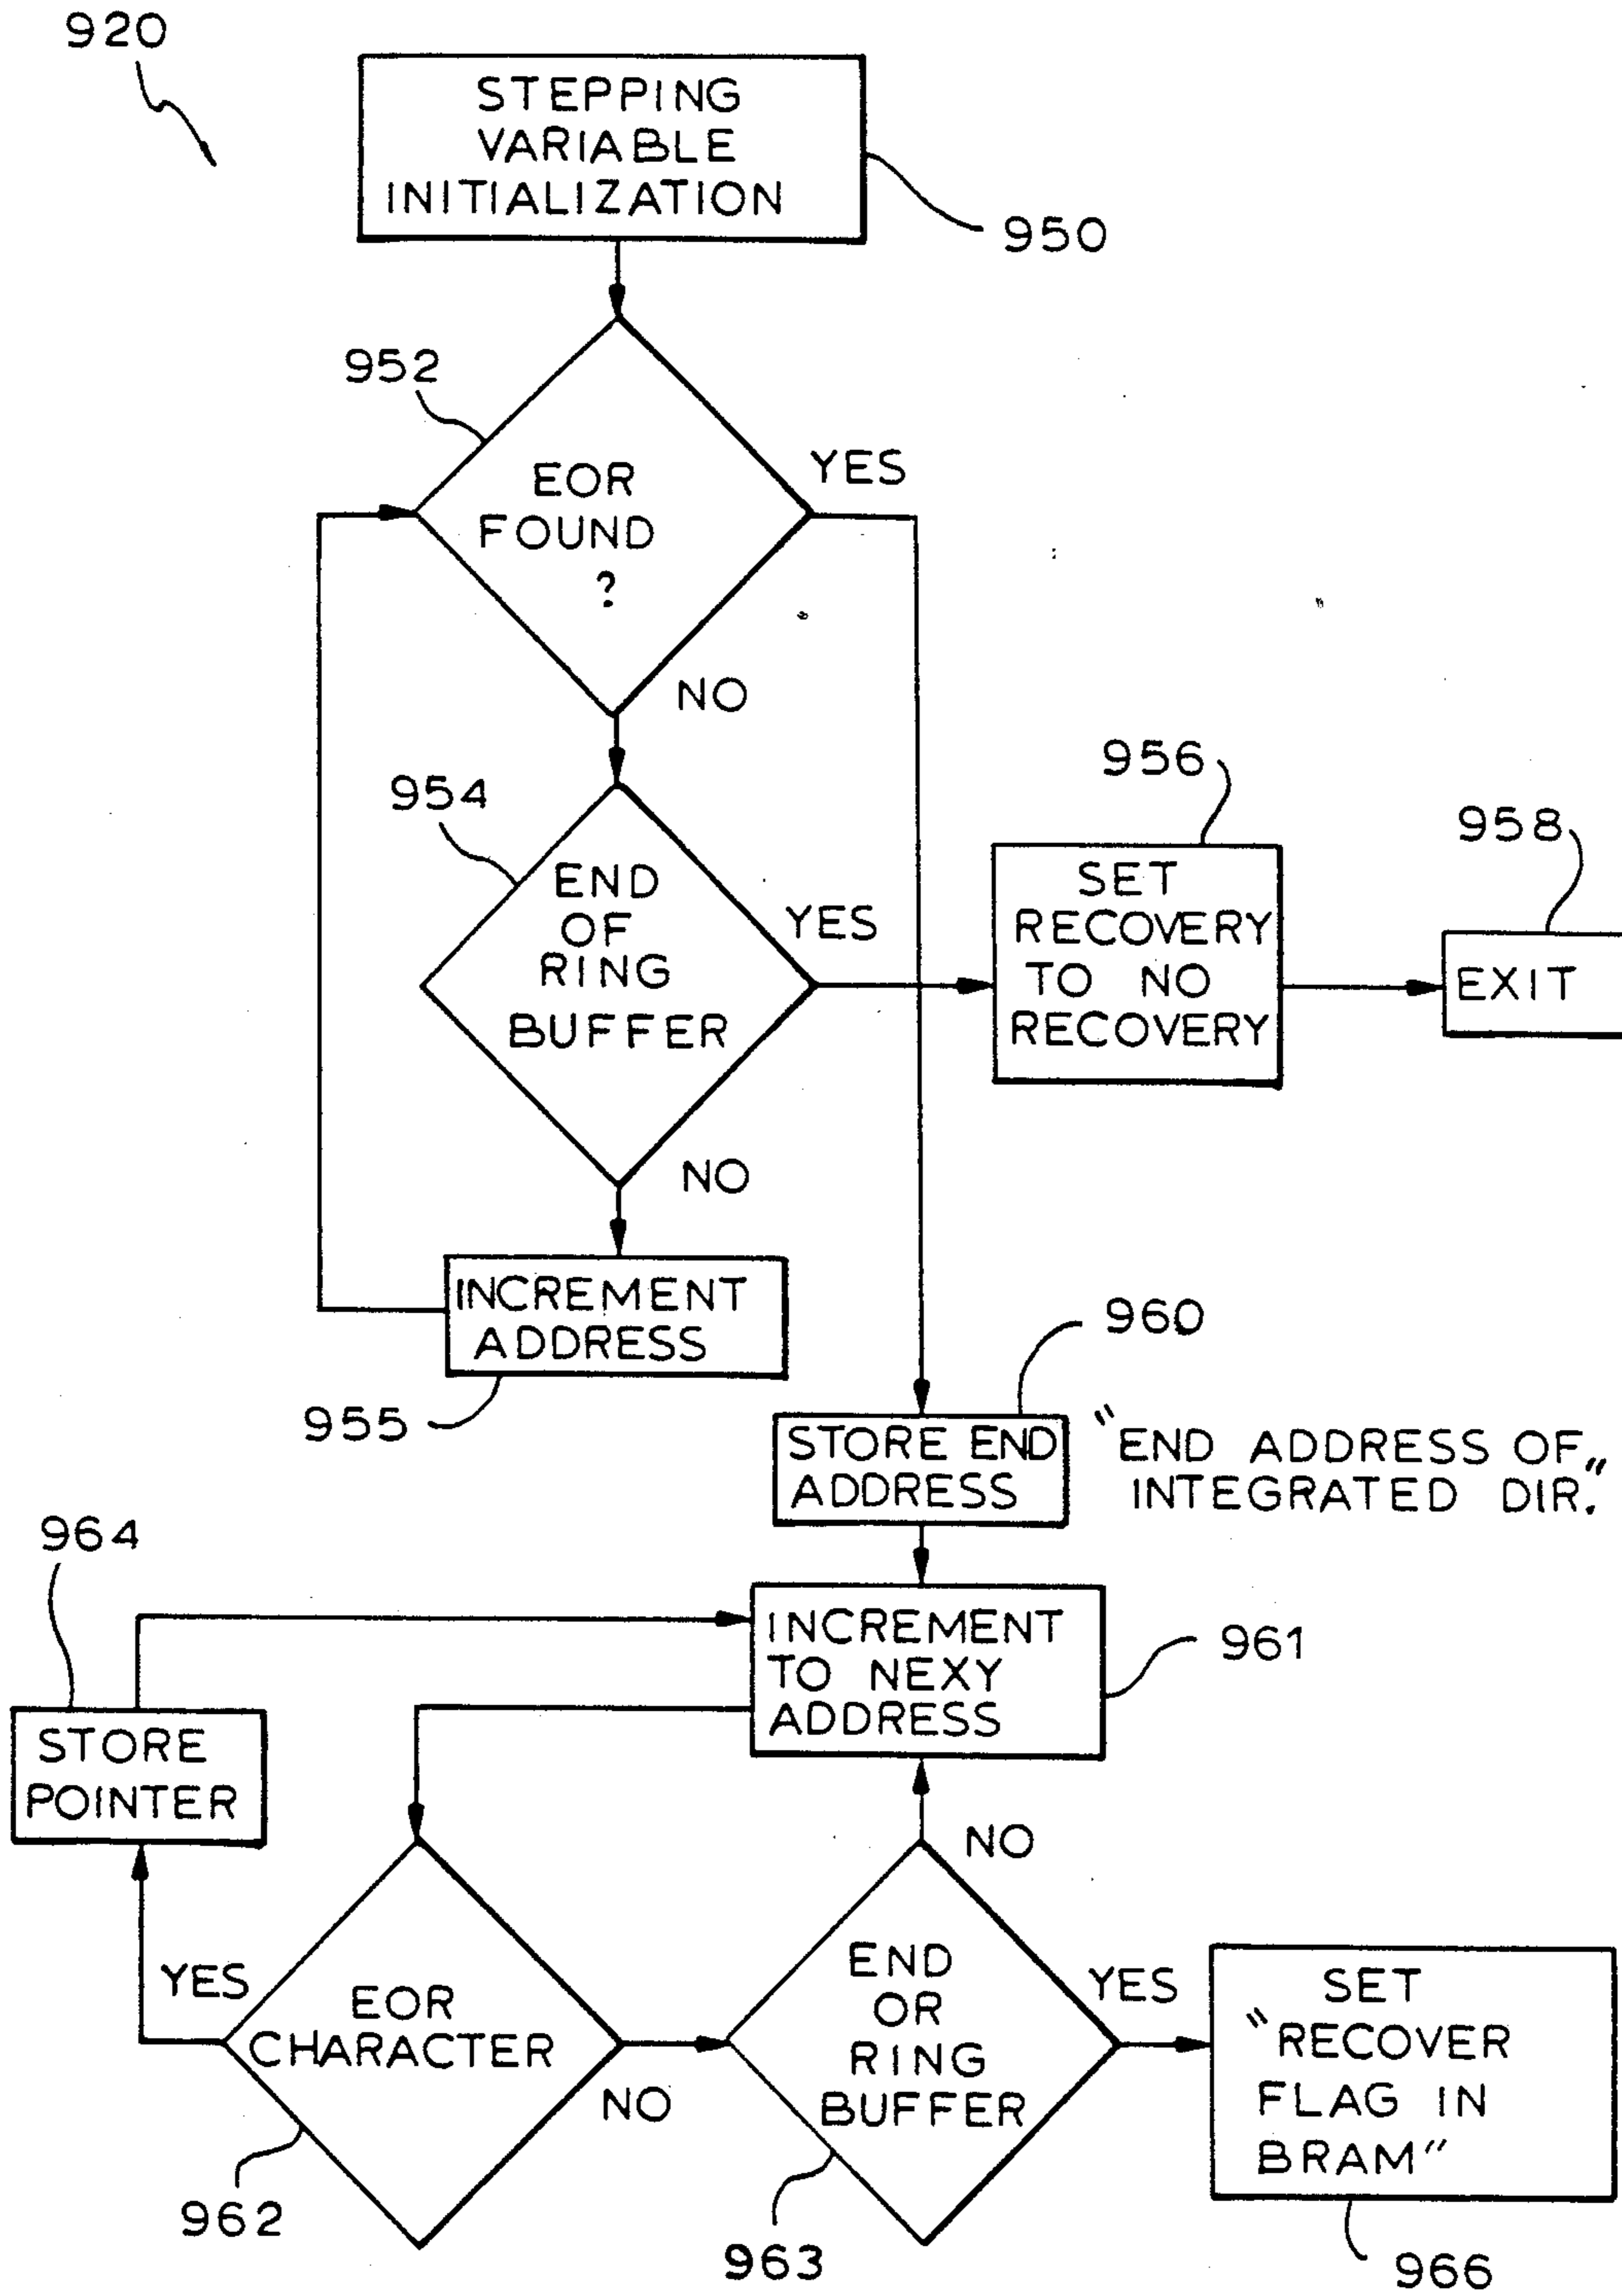 920
STEPPING
VARIABLE
INITIALIZATION
950
952
EOR
FOUND
?
YES
NO
954
END
OF
RING
BUFFER
YES
NO
956
SET
RECOVERY
TO NO
RECOVERY
958
EXIT
INCREMENT
ADDRESS
955
960
STORE END
ADDRESS
"END ADDRESS OF
INTEGRATED DIR."
964
STORE
POINTER
INCREMENT
TO NEXY
ADDRESS
961
YES
EOR
CHARACTER
NO
962
NO
END
OR
RING
BUFFER
YES
963
SET
"RECOVER
FLAG IN
BRAM"
966